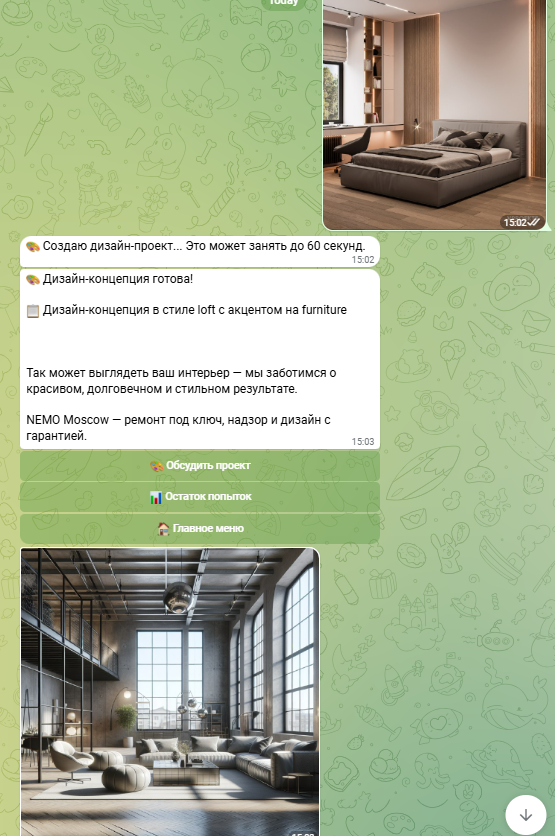 Today
15:02
🎨 Создаю дизайн-проект... Это может занять до 60 секунд.
15:02
🎨 Дизайн-концепция готова!
📋 Дизайн-концепция в стиле loft с акцентом на furniture
Так может выглядеть ваш интерьер — мы заботимся о
красивом, долговечном и стильном результате.
NEMO Moscow — ремонт под ключ, надзор и дизайн с
гарантией.
15:03
🎨 Обсудить проект
📊 Остаток попыток
🏠 Главное меню